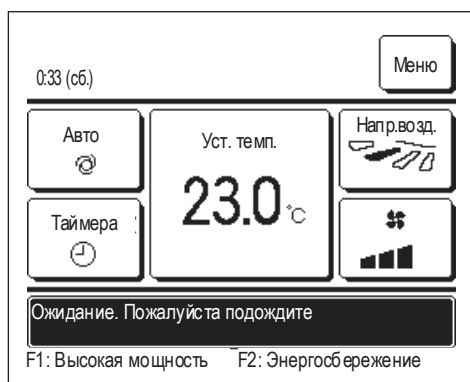 Меню
0:33 (сб.)
Авто
Уст. темп.
Напр.возд.
23.0 °C
Таймера
Ожидание. Пожалуйста подождите
F1: Высокая мощность F2: Энергосбережение